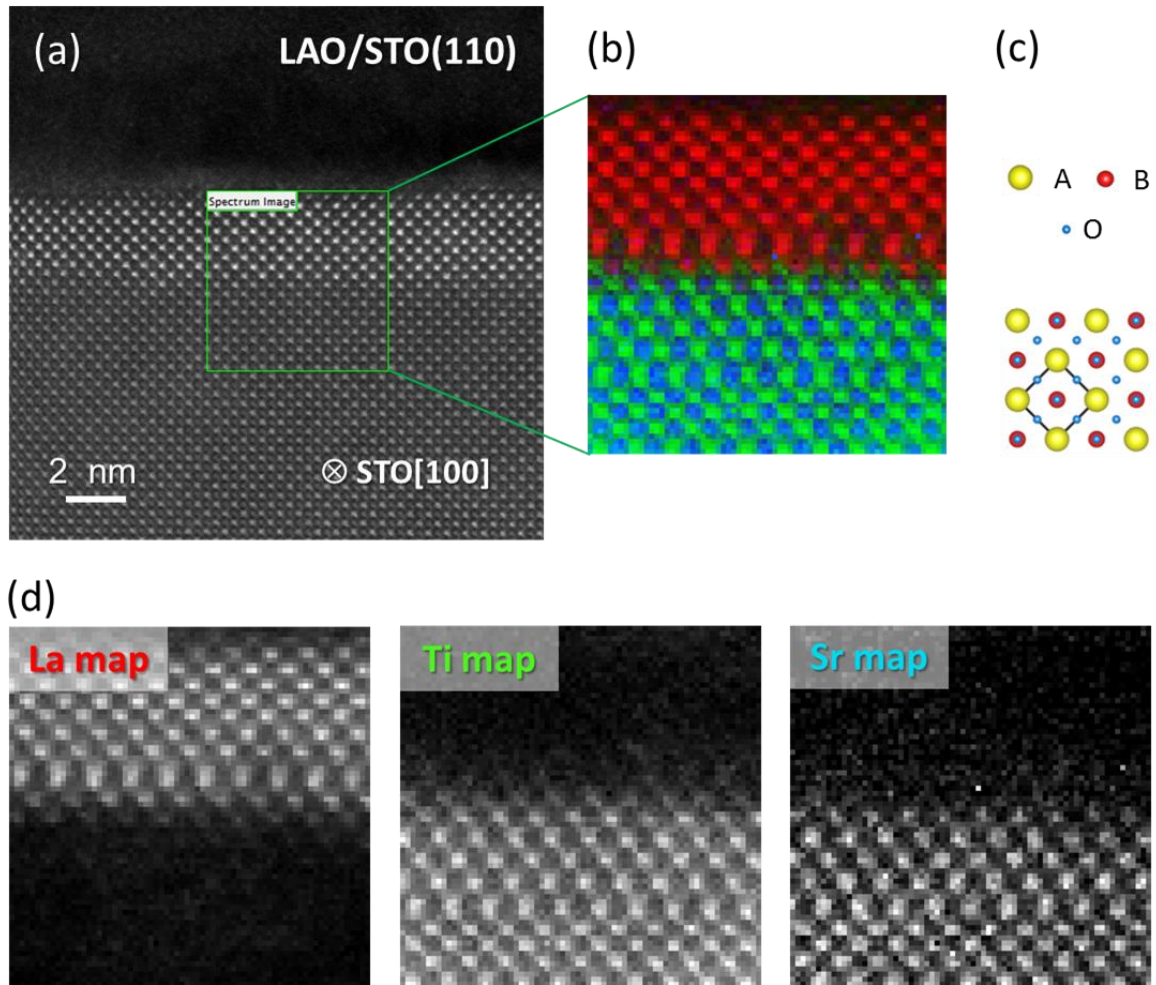 (a)
LAO/STO(110)
Spectrum Image
2 nm
⊗ STO[100]
(b)
(c)
A
B
O
(d)
La map
Ti map
Sr map